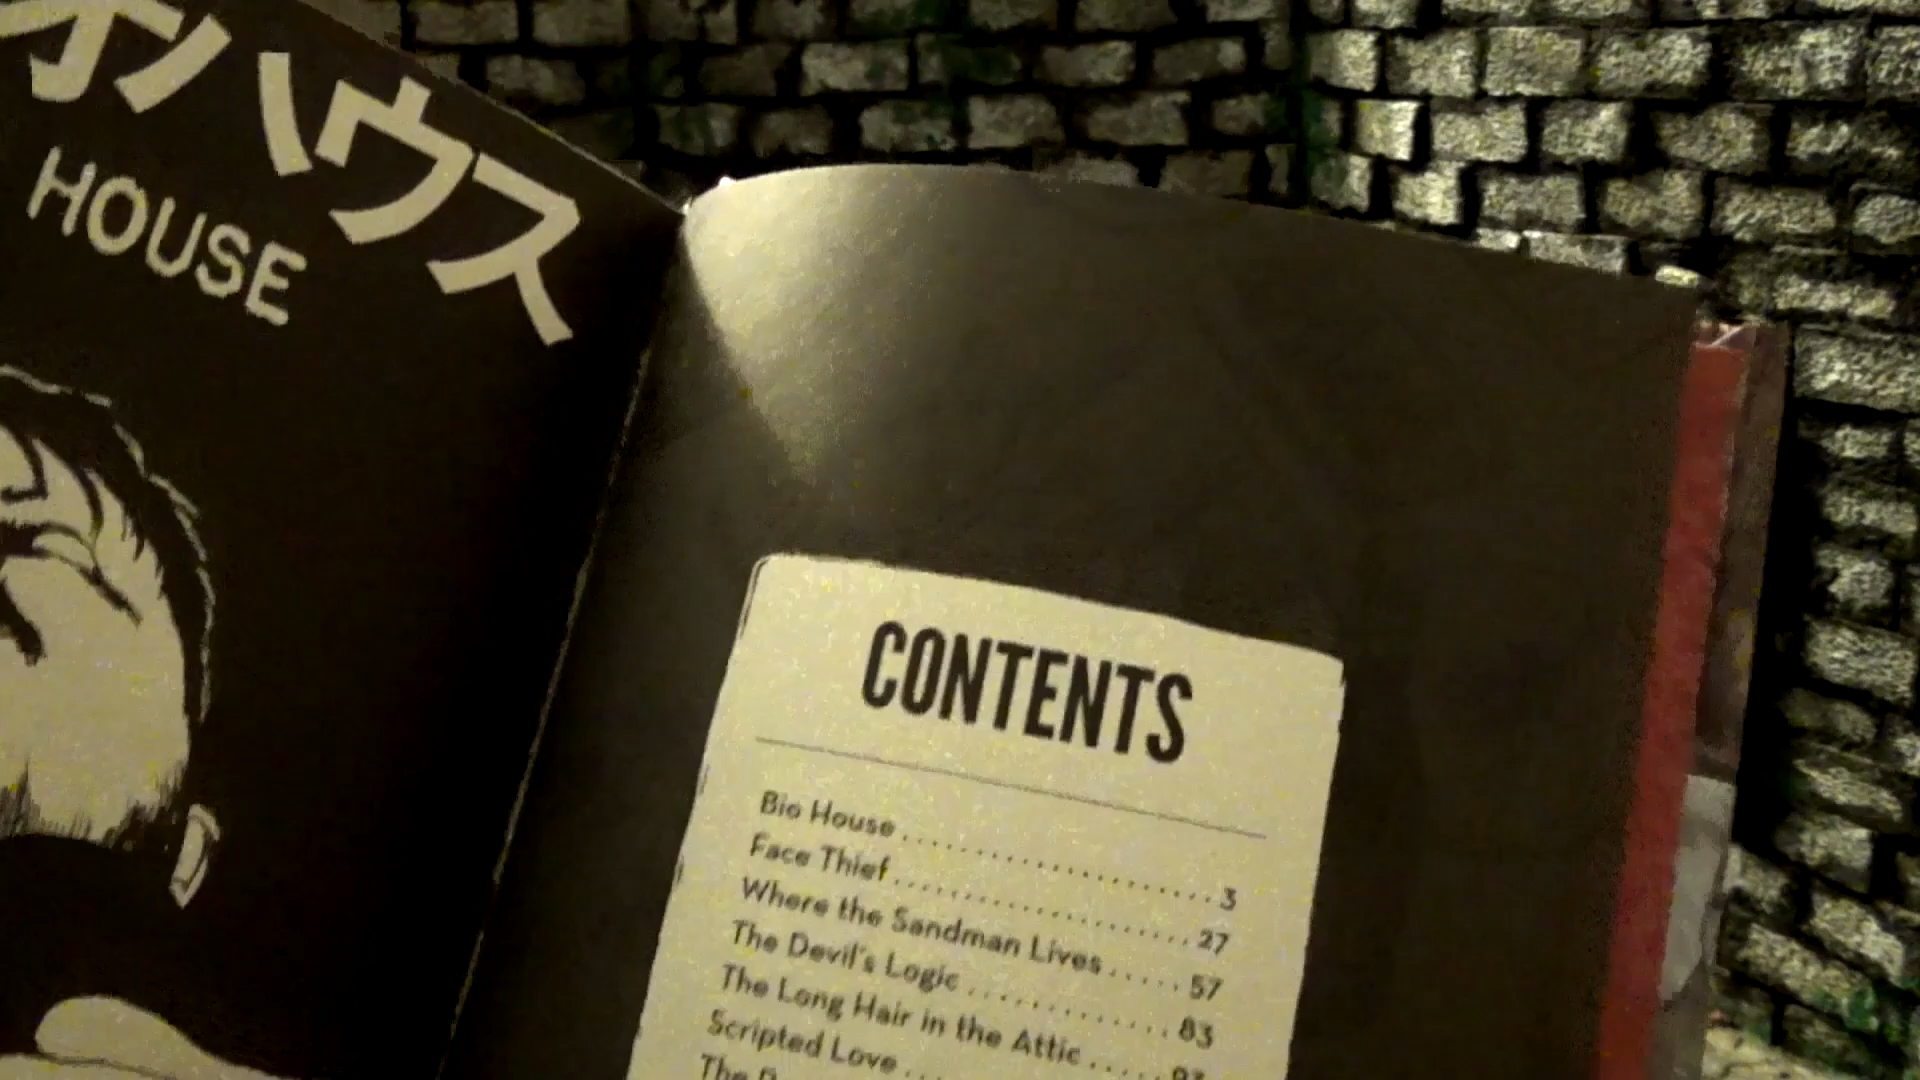 オハウス
HOUSE
CONTENTS
Bio House 3
Face Thief 27
Where the Sandman Lives 57
The Devil's Logic 83
The Long Hair in the Attic
Scripted Love
The